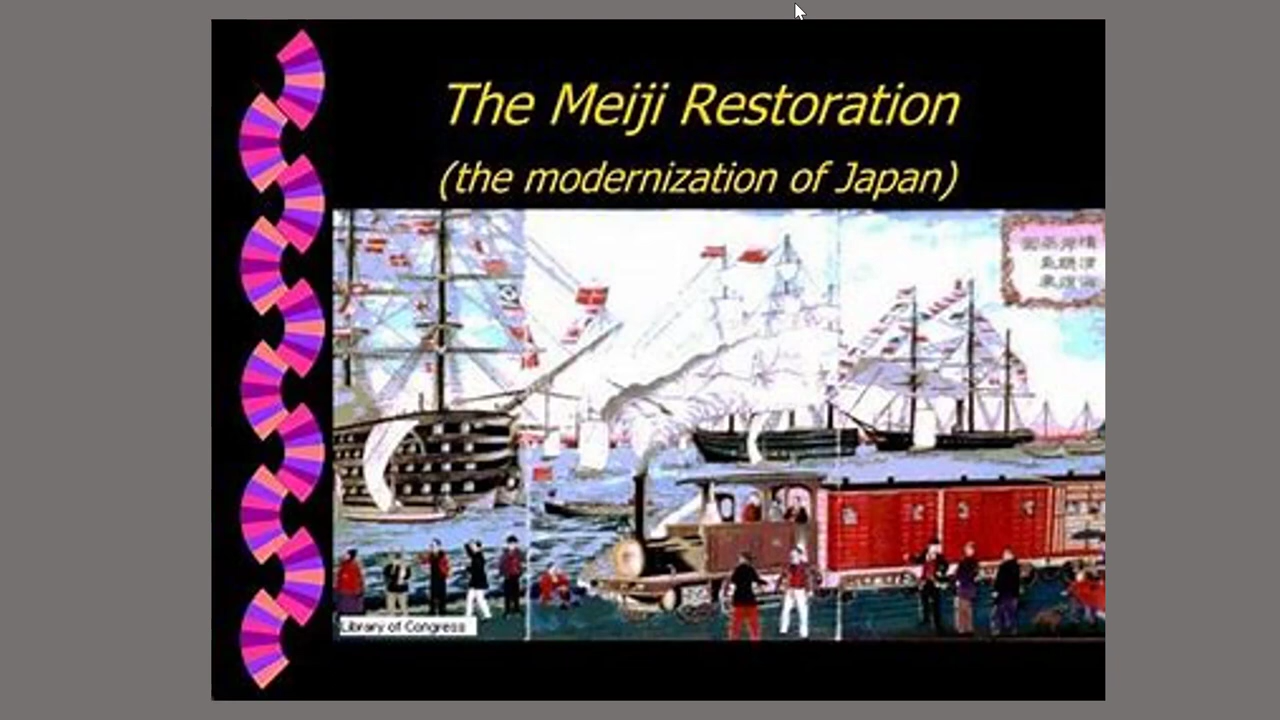 The Meiji Restoration
(the modernization of Japan)
Library of Congress